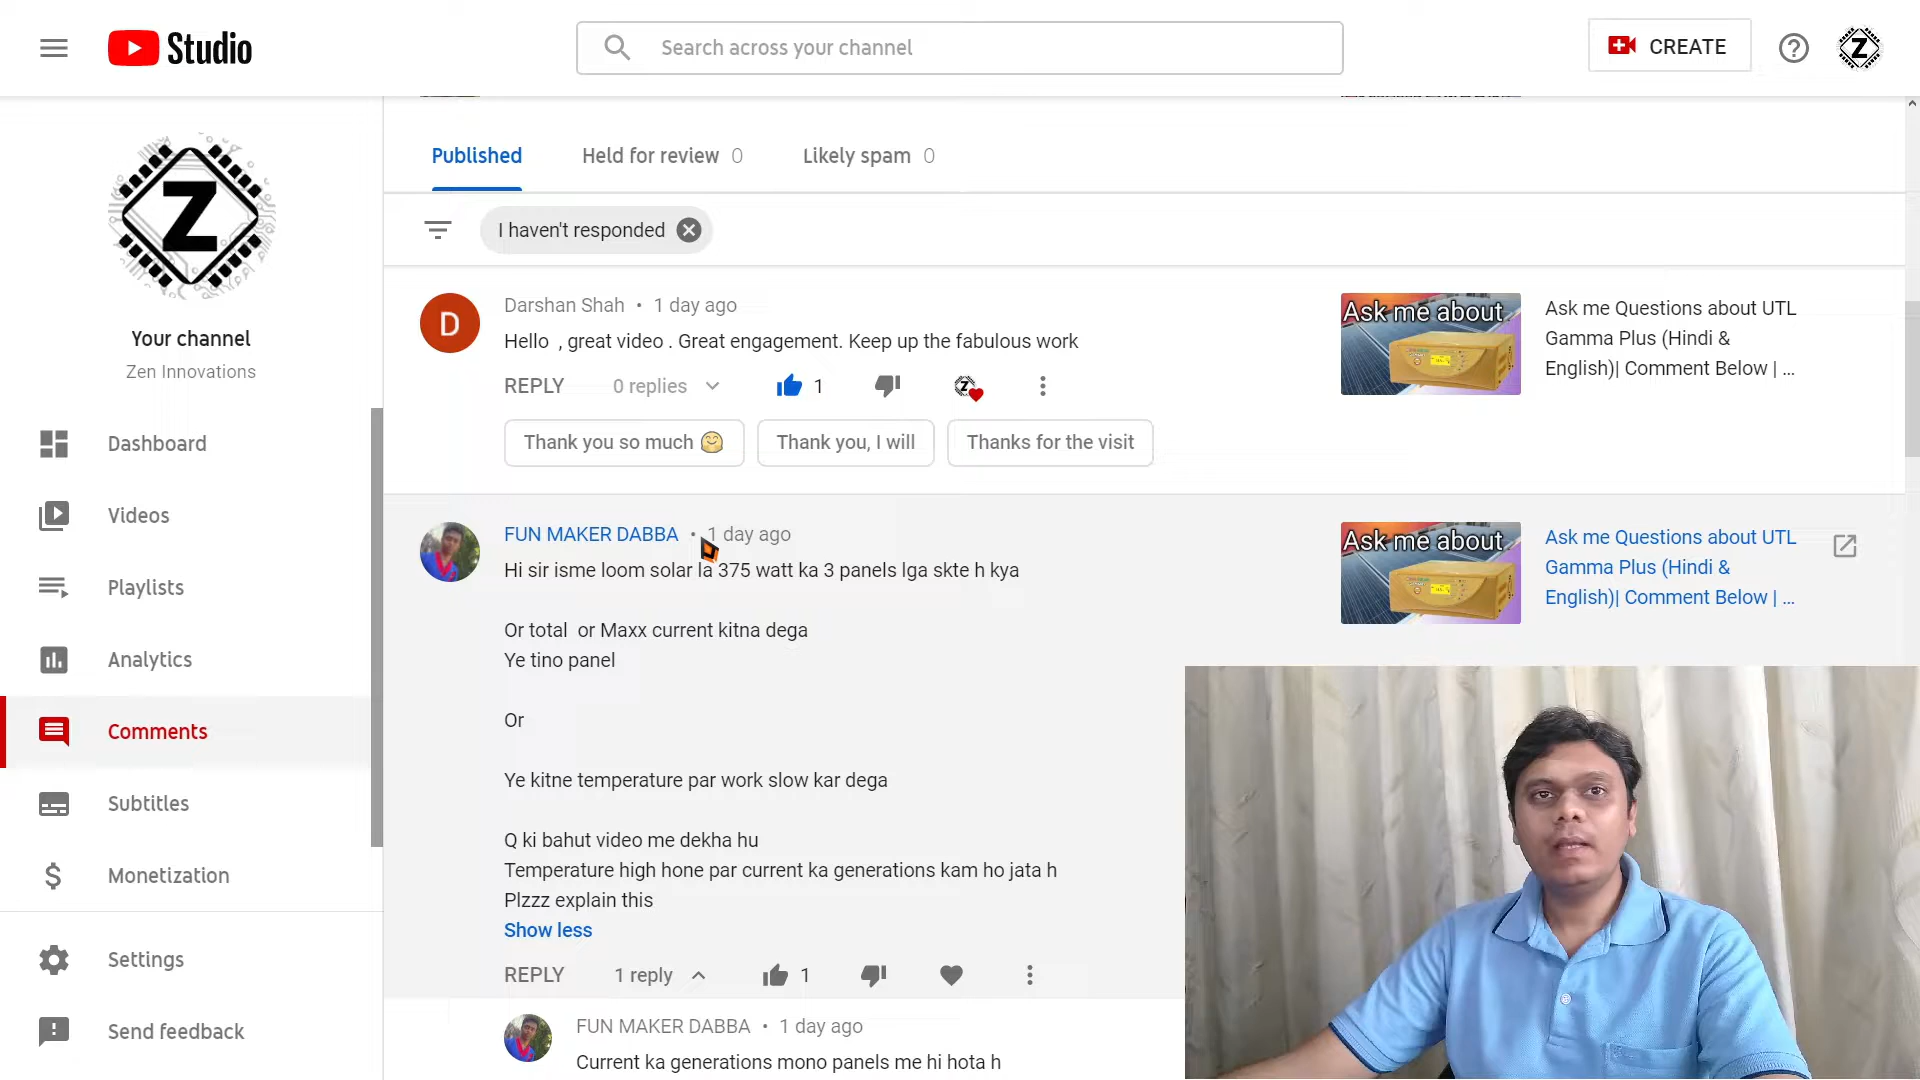 Studio
Search across your channel
CREATE
Published
Held for review 0
Likely spam 0
I haven't responded
Z
Your channel
Zen Innovations
Dashboard
Videos
Playlists
Analytics
Comments
Subtitles
Monetization
Settings
Send feedback
D
Darshan Shah • 1 day ago
Hello , great video . Great engagement. Keep up the fabulous work
REPLY 0 replies 1
Thank you so much 🤗
Thank you, I will
Thanks for the visit
Ask me about
Ask me Questions about UTL
Gamma Plus (Hindi &
English)| Comment Below | ...
FUN MAKER DABBA • 1 day ago
Hi sir isme loom solar la 375 watt ka 3 panels lga skte h kya
Or total or Maxx current kitna dega
Ye tino panel
Or
Ye kitne temperature par work slow kar dega
Q ki bahut video me dekha hu
Temperature high hone par current ka generations kam ho jata h
Plzzz explain this
Show less
REPLY 1 reply 1
Ask me about
Ask me Questions about UTL
Gamma Plus (Hindi &
English)| Comment Below | ...
FUN MAKER DABBA • 1 day ago
Current ka generations mono panels me hi hota h